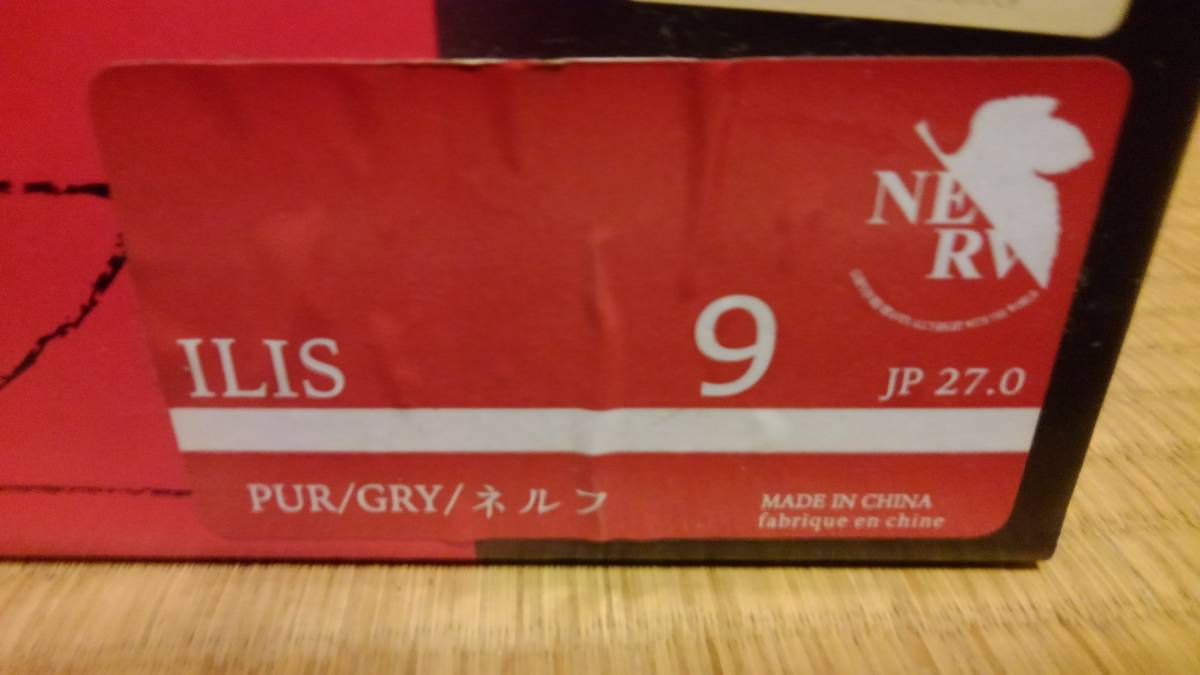 NE
RV
ILIS
9
JP 27.0
PUR/GRY/ネルフ
MADE IN CHINA
fabrique en chine